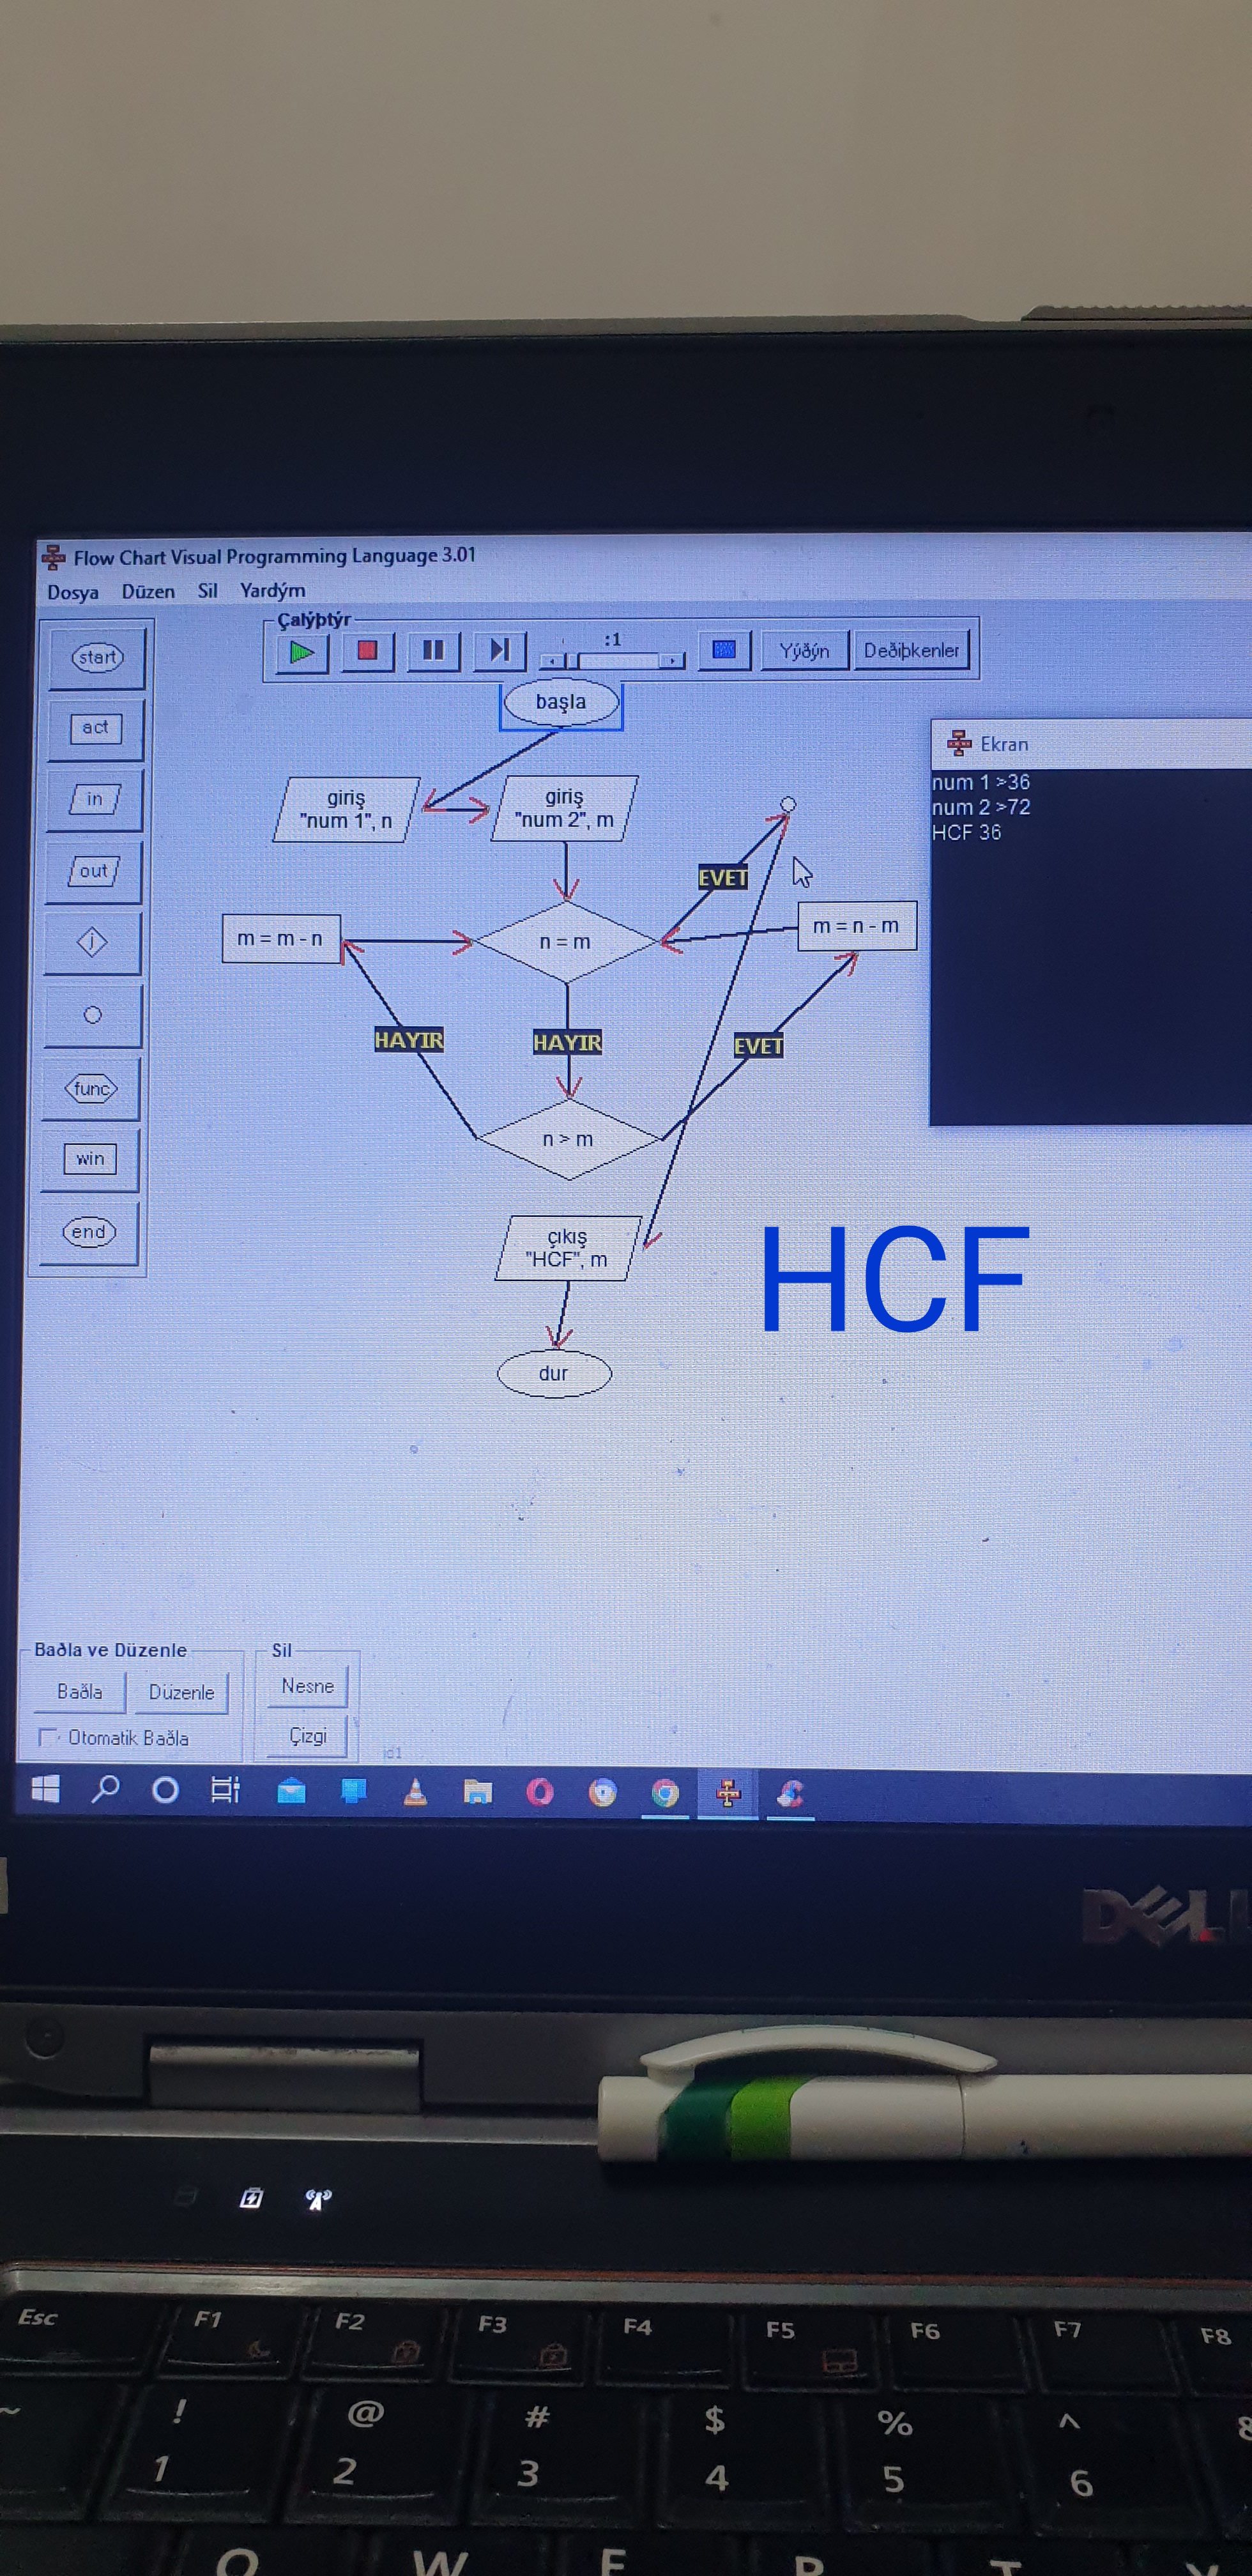 Flow Chart Visual Programming Language 3.01
Dosya Düzen Sil Yardým
Çalýþtýr
:1
Yýðýn
Deðiþkenler
start
act
in
out
j
func
win
end
başla
giriş
"num 1", n
giriş
"num 2", m
EVET
m = m - n
n = m
m = n - m
HAYIR
HAYIR
EVET
n > m
çıkış
"HCF", m
dur
Ekran
num 1 >36
num 2 >72
HCF 36
HCF
Baðla ve Düzenle
Baðla
Düzenle
Otomatik Baðla
Sil
Nesne
Çizgi
id1
DELL
Esc F1 F2 F3 F4 F5 F6 F7 F8
~ ! @ # $ % ^
1 2 3 4 5 6 8
Q W E R T Y